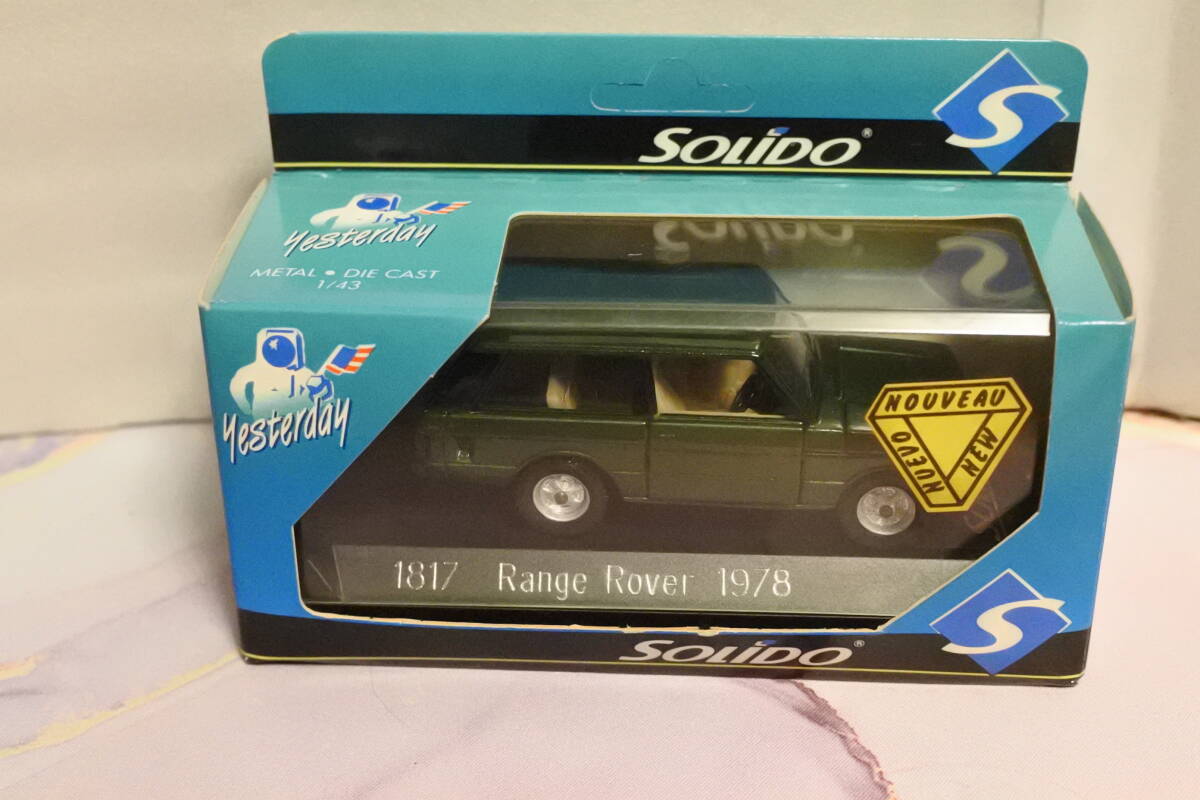 SOLIDO®
S
Yesterday
METAL • DIE CAST
1/43
Yesterday
NOUVEAU
NUEVO
NEW
1817 Range Rover 1978
SOLIDO®
S